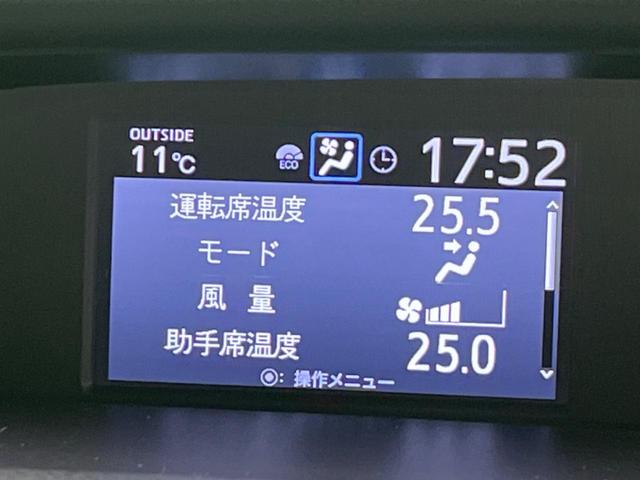 OUTSIDE
11℃ ECO 17:52
運転席温度 25.5
モード
風量
助手席温度 25.0
◉: 操作メニュー